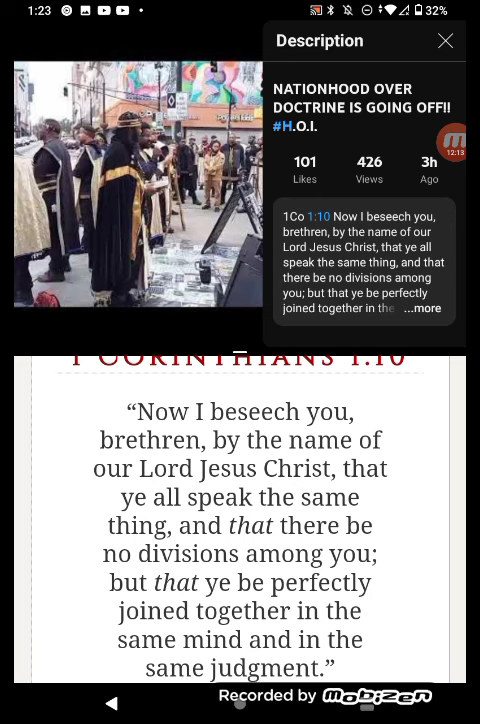 1:23
32%
Description
NATIONHOOD OVER
DOCTRINE IS GOING OFF!!
#H.O.I.
12:13
101
426
3h
Likes
Views
Ago
1Co 1:10 Now I beseech you,
brethren, by the name of our
Lord Jesus Christ, that ye all
speak the same thing, and that
there be no divisions among
you; but that ye be perfectly
joined together in the ...more
1 CORINTHIANS 1:10
“Now I beseech you,
brethren, by the name of
our Lord Jesus Christ, that
ye all speak the same
thing, and that there be
no divisions among you;
but that ye be perfectly
joined together in the
same mind and in the
same judgment.”
Recorded by mobizen